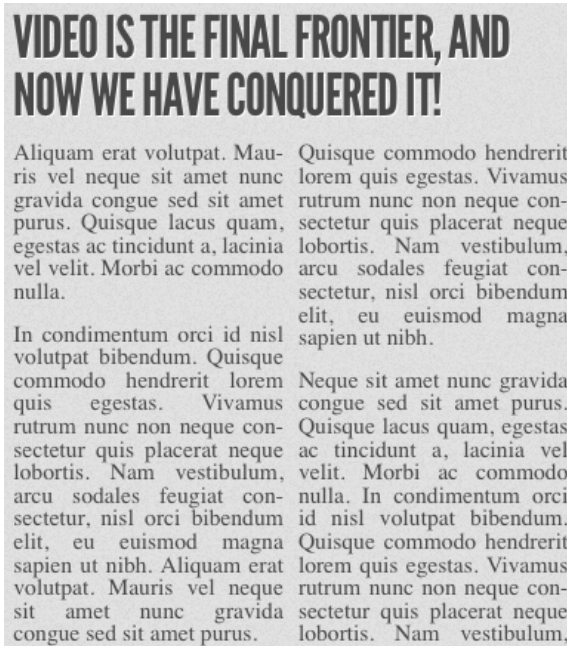 VIDEO IS THE FINAL FRONTIER, AND
NOW WE HAVE CONQUERED IT!
Aliquam erat volutpat. Mau-
ris vel neque sit amet nunc
gravida congue sed sit amet
purus. Quisque lacus quam,
egestas ac tincidunt a, lacinia
vel velit. Morbi ac commodo
nulla.
In condimentum orci id nisl
volutpat bibendum. Quisque
commodo hendrerit lorem
quis egestas. Vivamus
rutrum nunc non neque con-
sectetur quis placerat neque
lobortis. Nam vestibulum,
arcu sodales feugiat con-
sectetur, nisl orci bibendum
elit, eu euismod magna
sapien ut nibh. Aliquam erat
volutpat. Mauris vel neque
sit amet nunc gravida
congue sed sit amet purus.
Quisque commodo hendrerit
lorem quis egestas. Vivamus
rutrum nunc non neque con-
sectetur quis placerat neque
lobortis. Nam vestibulum,
arcu sodales feugiat con-
sectetur, nisl orci bibendum
elit, eu euismod magna
sapien ut nibh.
Neque sit amet nunc gravida
congue sed sit amet purus.
Quisque lacus quam, egestas
ac tincidunt a, lacinia vel
velit. Morbi ac commodo
nulla. In condimentum orci
id nisl volutpat bibendum.
Quisque commodo hendrerit
lorem quis egestas. Vivamus
rutrum nunc non neque con-
sectetur quis placerat neque
lobortis. Nam vestibulum,